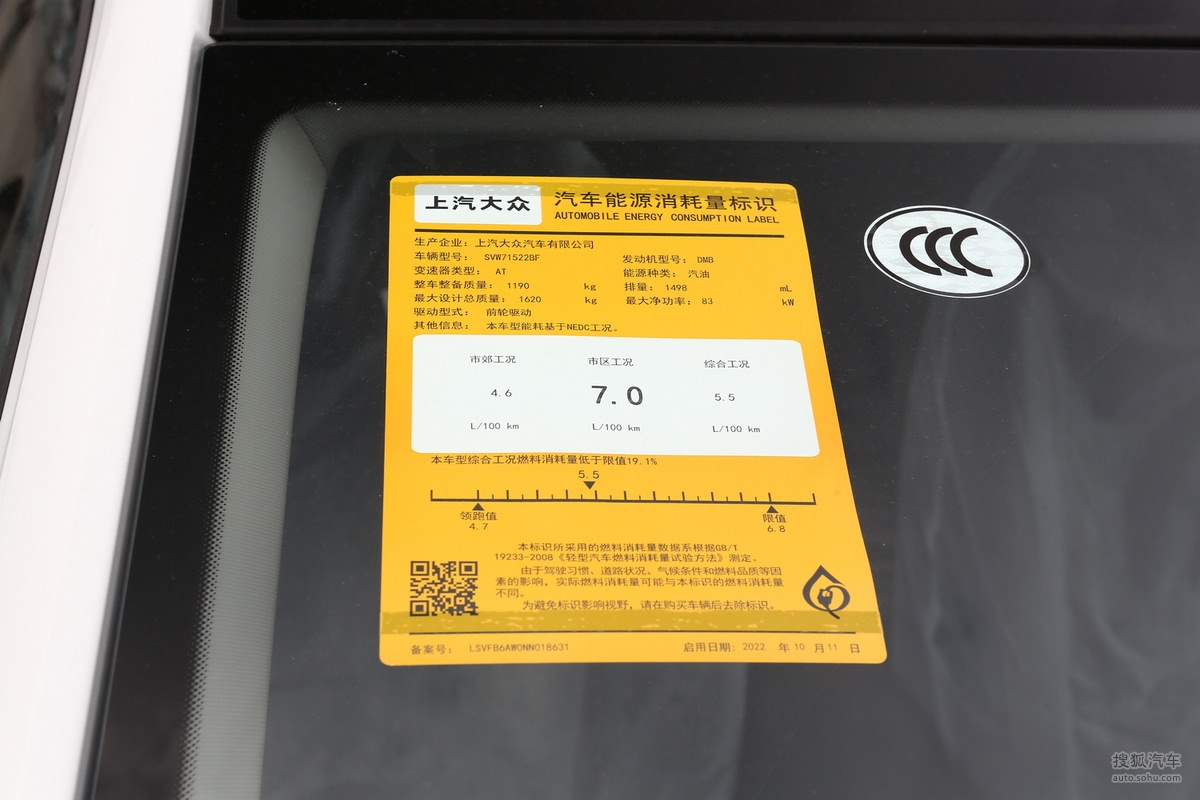 上汽大众
汽车能源消耗量标识
AUTOMOBILE ENERGY CONSUMPTION LABEL
生产企业：上汽大众汽车有限公司
车辆型号： SVW71522BF 发动机型号： DMB
变速器类型： AT 能源种类： 汽油
整车整备质量： 1190 kg 排量： 1498 mL
最大设计总质量： 1620 kg 最大净功率： 83 kW
驱动型式： 前轮驱动
其他信息： 本车型能耗基于NEDC工况。
市郊工况 市区工况 综合工况
4.6 7.0 5.5
L/100 km L/100 km L/100 km
本车型综合工况燃料消耗量低于限值19.1%
5.5
领跑值 限值
4.7 6.8
本标识所采用的燃料消耗量数据系根据GB/T
19233-2008《轻型汽车燃料消耗量试验方法》测定。
由于驾驶习惯、道路状况、气候条件和燃料品质等因
素的影响，实际燃料消耗量可能与本标识的燃料消耗量
不同。
为避免标识影响视野，请在购买车辆后去除标识。
备案号： LSVFB6AW0NN018631 启用日期：2022 年 10 月 11 日
CCC
搜狐汽车
auto.sohu.com